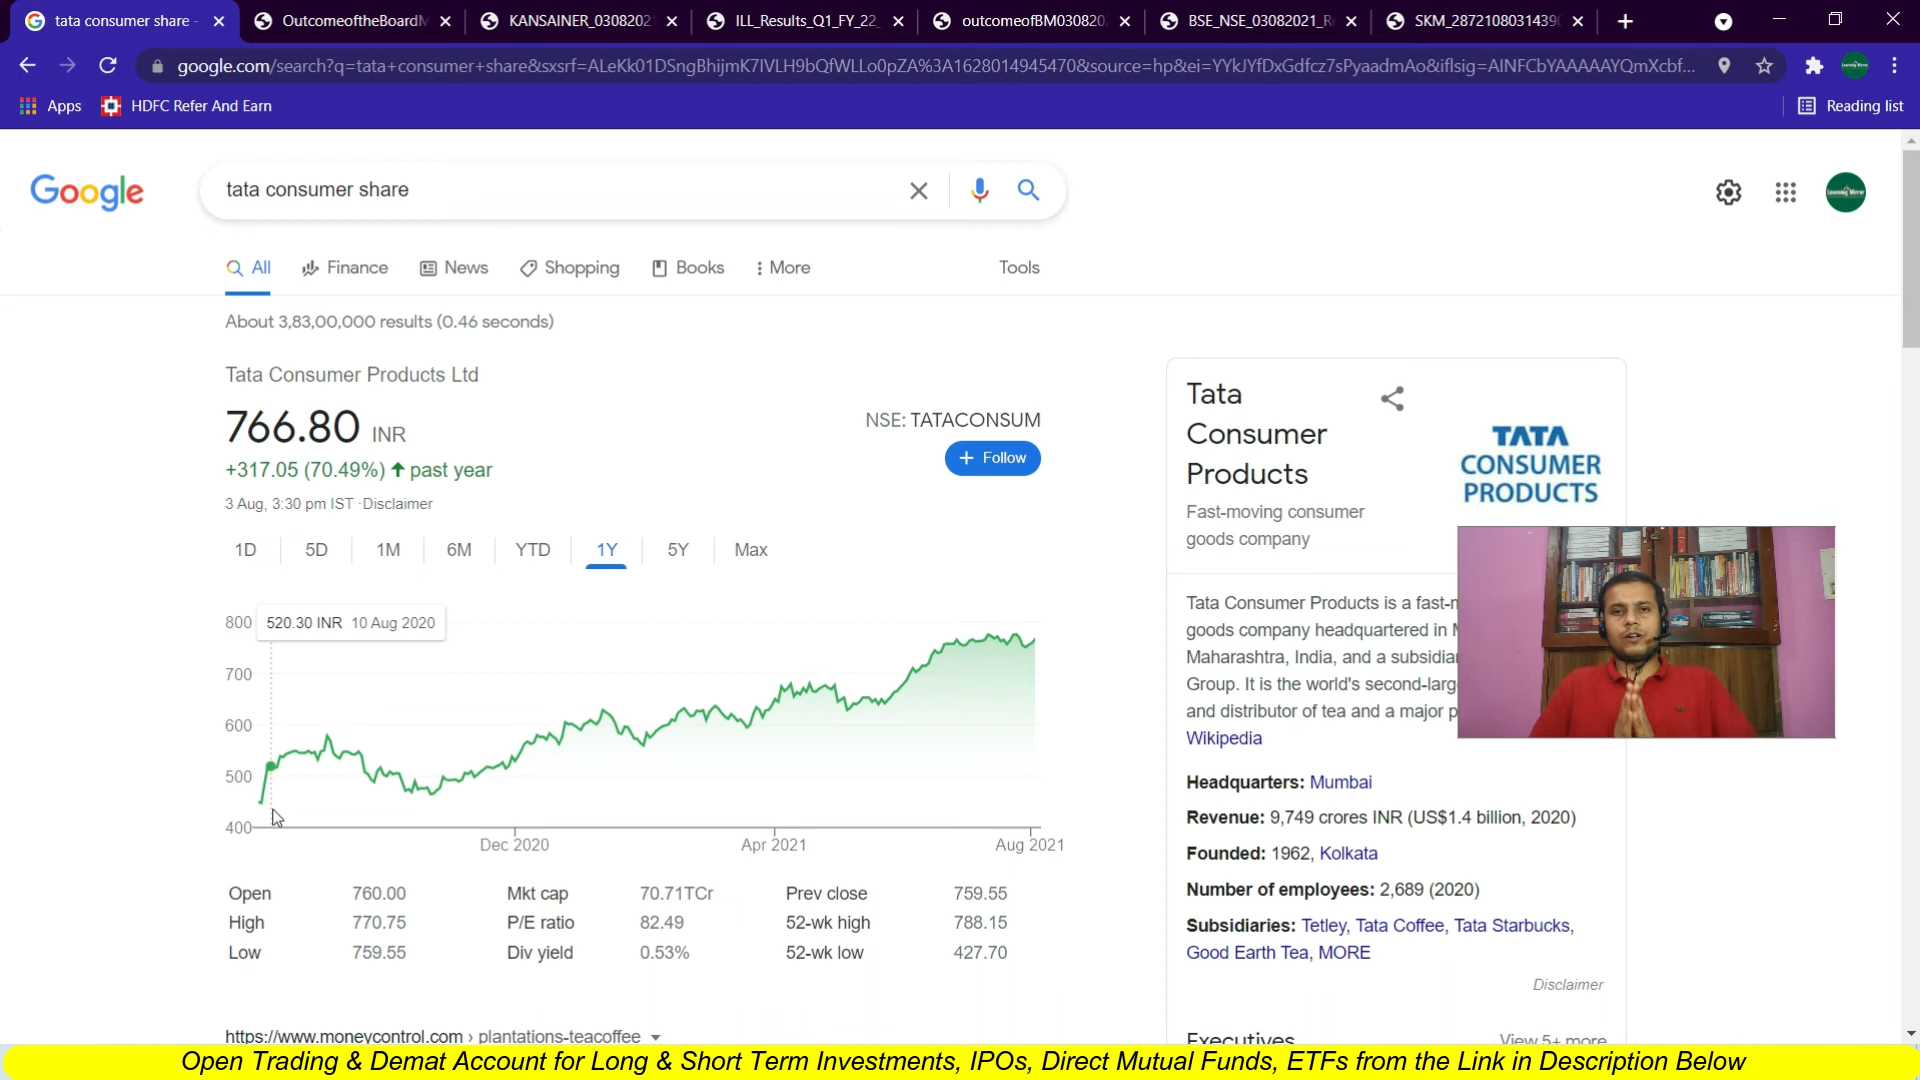 tata consumer share -
OutcomeoftheBoardM
KANSAINER_03082021
ILL_Results_Q1_FY_22_
outcomeofBM030820
BSE_NSE_03082021_R
SKM_287210803143
google.com/search?q=tata+consumer+share&sxsrf=ALeKk01DSngBhijmK7IVLH9bQfWLLo0pZA%3A1628014945470&source=hp&ei=YYkJYfDxGdfcz7sPyaadmAo&iflsig=AINFCbYAAAAAYQmXcbf...
Apps
HDFC Refer And Earn
Reading list
Google
tata consumer share
All
Finance
News
Shopping
Books
More
Tools
About 3,83,00,000 results (0.46 seconds)
Tata Consumer Products Ltd
766.80 INR
NSE: TATACONSUM
+317.05 (70.49%) ↑ past year
+ Follow
3 Aug, 3:30 pm IST ·Disclaimer
1D 5D 1M 6M YTD 1Y 5Y Max
520.30 INR 10 Aug 2020
800
700
600
500
400
Dec 2020 Apr 2021 Aug 2021
Open 760.00 Mkt cap 70.71TCr Prev close 759.55
High 770.75 P/E ratio 82.49 52-wk high 788.15
Low 759.55 Div yield 0.53% 52-wk low 427.70
https://www.moneycontrol.com › plantations-teacoffee
Tata
Consumer
Products
Fast-moving consumer
goods company
TATA
CONSUMER
PRODUCTS
Tata Consumer Products is a fast-
goods company headquartered in
Maharashtra, India, and a subsidia
Group. It is the world's second-larg
and distributor of tea and a major p
Wikipedia
Headquarters: Mumbai
Revenue: 9,749 crores INR (US$1.4 billion, 2020)
Founded: 1962, Kolkata
Number of employees: 2,689 (2020)
Subsidiaries: Tetley, Tata Coffee, Tata Starbucks,
Good Earth Tea, MORE
Disclaimer
Executives
View 5+ more
Open Trading & Demat Account for Long & Short Term Investments, IPOs, Direct Mutual Funds, ETFs from the Link in Description Below